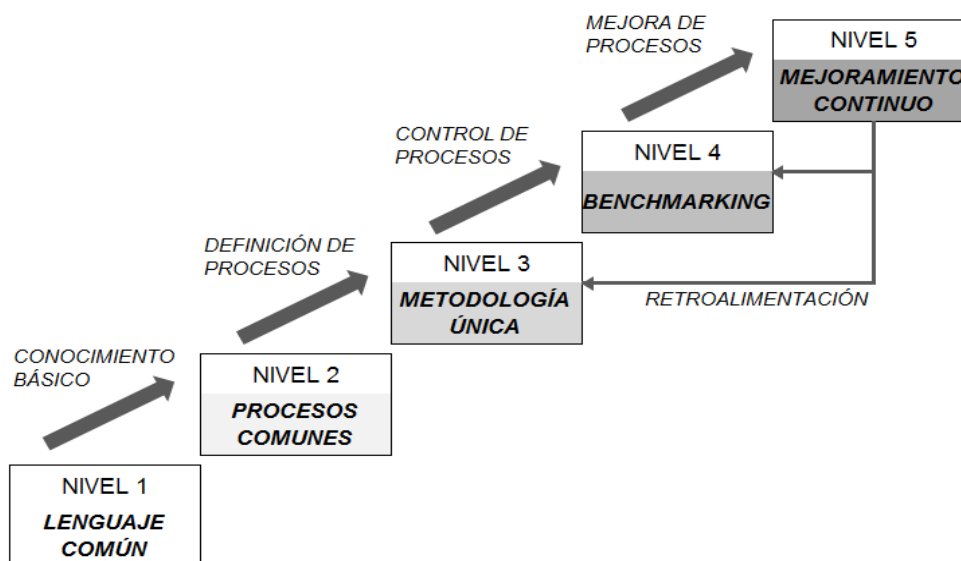 MEJORA DE
PROCESOS
NIVEL 5
MEJORAMIENTO
CONTINUO
CONTROL DE
PROCESOS
NIVEL 4
BENCHMARKING
DEFINICIÓN DE
PROCESOS
NIVEL 3
METODOLOGÍA
ÚNICA
RETROALIMENTACIÓN
CONOCIMIENTO
BÁSICO
NIVEL 2
PROCESOS
COMUNES
NIVEL 1
LENGUAJE
COMÚN